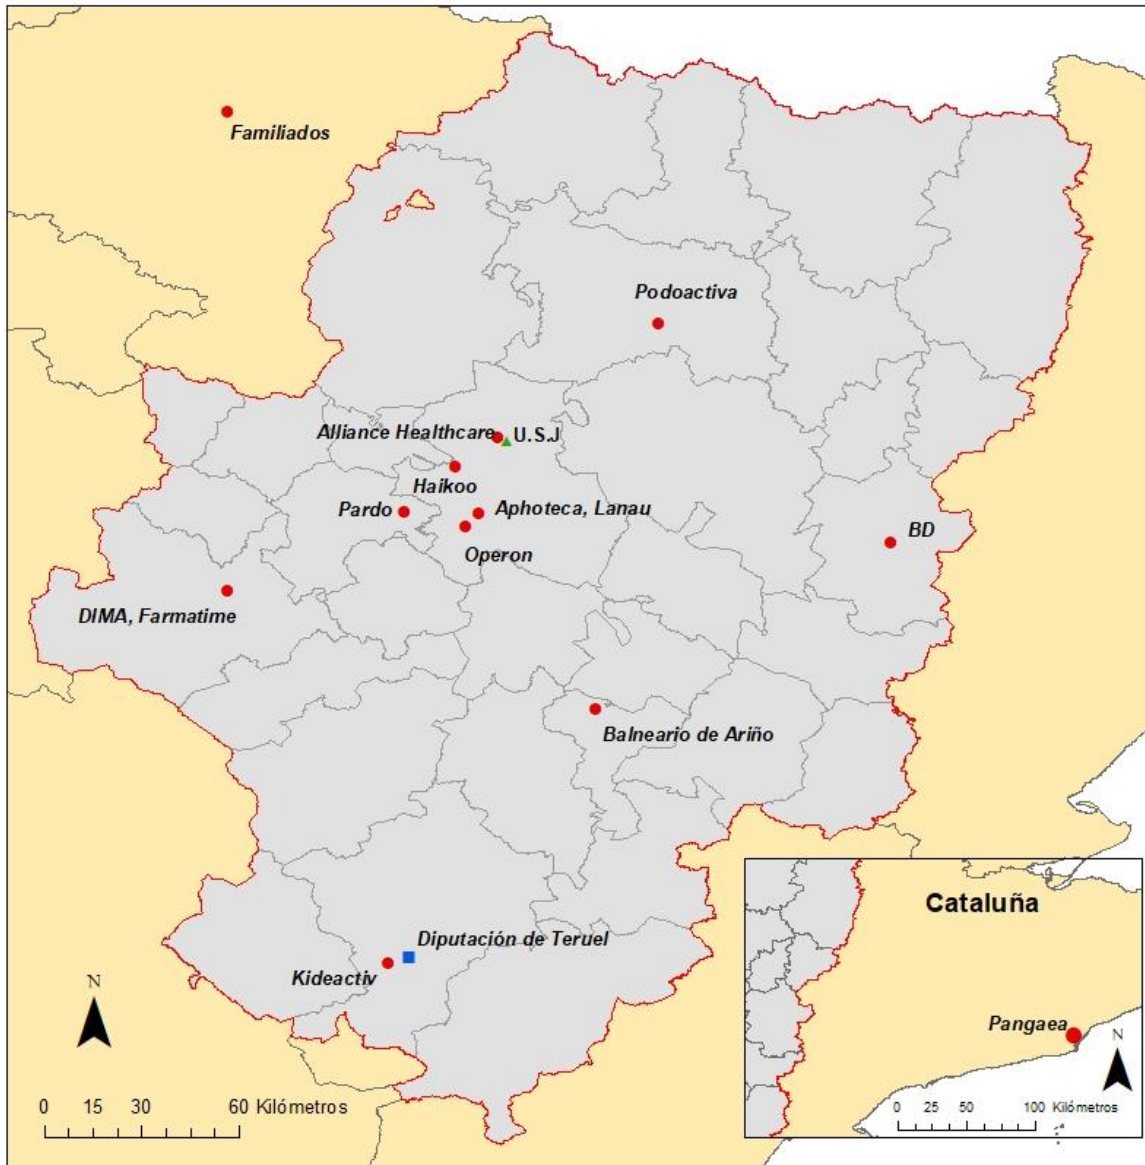 Familiados
Podoactiva
Alliance Healthcare
U.S.J
Haikoo
Pardo
Aphoteca, Lanau
Operon
BD
DIMA, Farmatime
Balneario de Ariño
Diputación de Teruel
Kideactiv
N
0 15 30 60 Kilómetros
Cataluña
Pangaea
N
0 25 50 100 Kilómetros